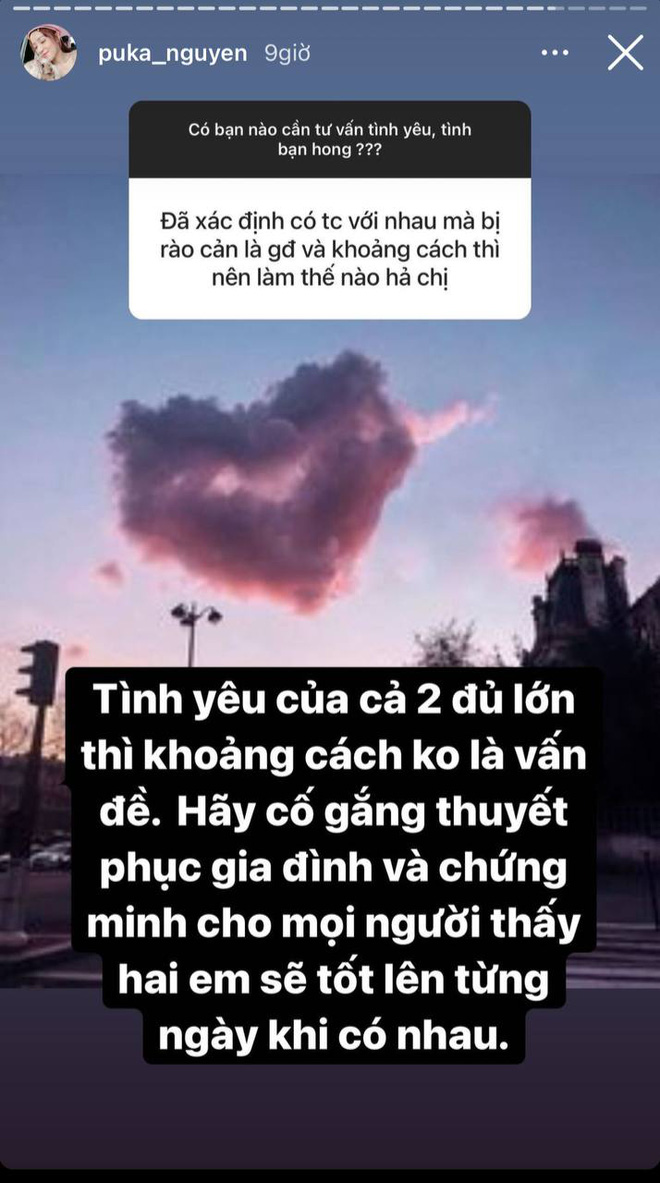 puka_nguyen 9giờ
Có bạn nào cần tư vấn tình yêu, tình
bạn hong ???
Đã xác định có tc với nhau mà bị
rào cản là gđ và khoảng cách thì
nên làm thế nào hả chị
Tình yêu của cả 2 đủ lớn
thì khoảng cách ko là vấn
đề. Hãy cố gắng thuyết
phục gia đình và chứng
minh cho mọi người thấy
hai em sẽ tốt lên từng
ngày khi có nhau.